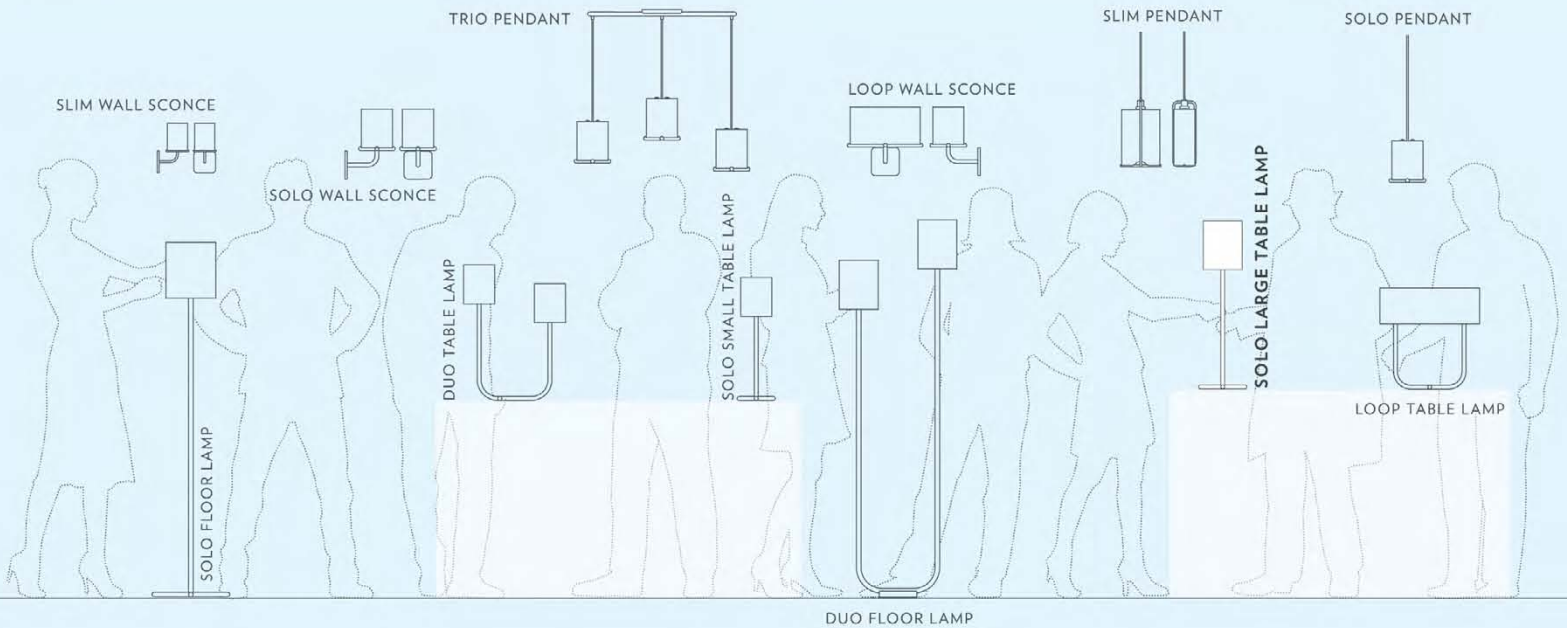 TRIO PENDANT
SLIM PENDANT
SOLO PENDANT
SLIM WALL SCONCE
LOOP WALL SCONCE
SOLO WALL SCONCE
DUO TABLE LAMP
SOLO SMALL TABLE LAMP
SOLO LARGE TABLE LAMP
LOOP TABLE LAMP
SOLO FLOOR LAMP
DUO FLOOR LAMP